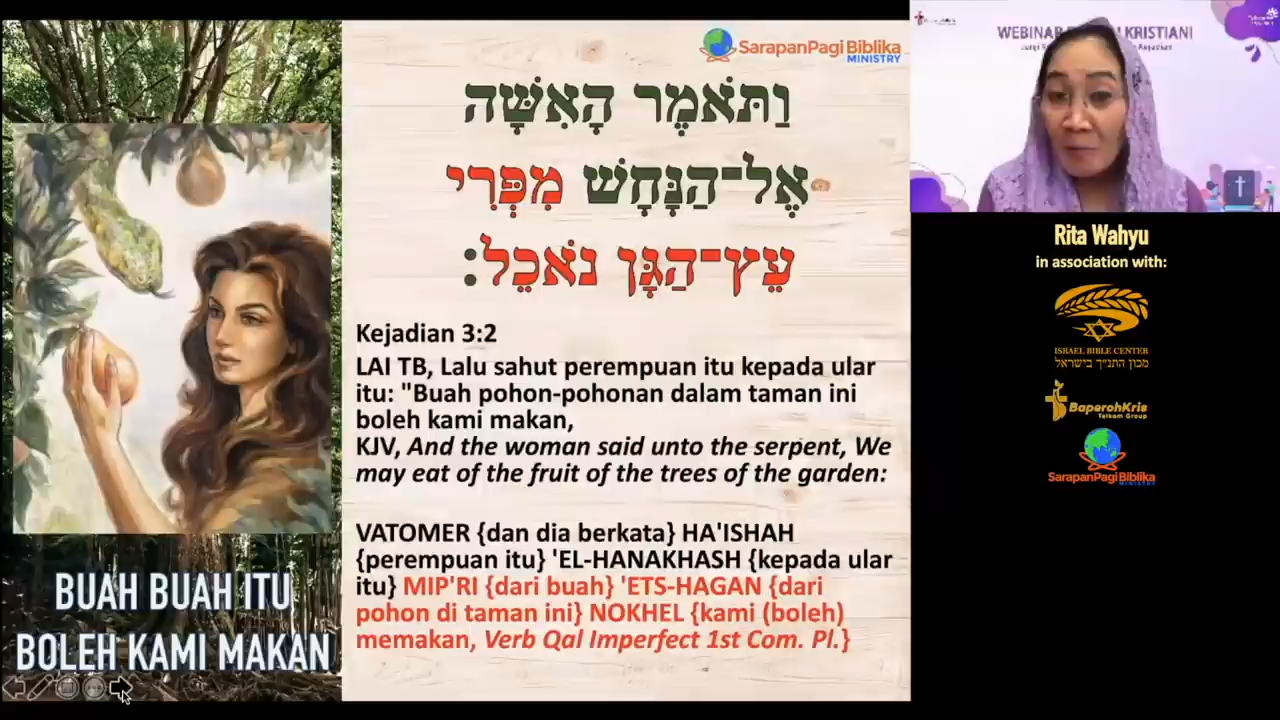 SarapanPagi Biblika
MINISTRY
וַתֹּאמֶר הָאִשָּׁה
אֶל־הַנָּחָשׁ מִפְּרִי
עֵץ־הַגָּן נֹאכֵל׃
Kejadian 3:2
LAI TB, Lalu sahut perempuan itu kepada ular
itu: "Buah pohon-pohonan dalam taman ini
boleh kami makan,
KJV, And the woman said unto the serpent, We
may eat of the fruit of the trees of the garden:
VATOMER {dan dia berkata} HA'ISHAH
{perempuan itu} 'EL-HANAKHASH {kepada ular
itu} MIP'RI {dari buah} 'ETS-HAGAN {dari
pohon di taman ini} NOKHEL {kami (boleh)
memakan, Verb Qal Imperfect 1st Com. Pl.}
BUAH BUAH ITU
BOLEH KAMI MAKAN
WEBINAR
KRISTIANI
Rita Wahyu
in association with:
ISRAEL BIBLE CENTER
מכון התנ״ך בישראל
BaperohKris
Telkom Group
SarapanPagi Biblika
MINISTRY